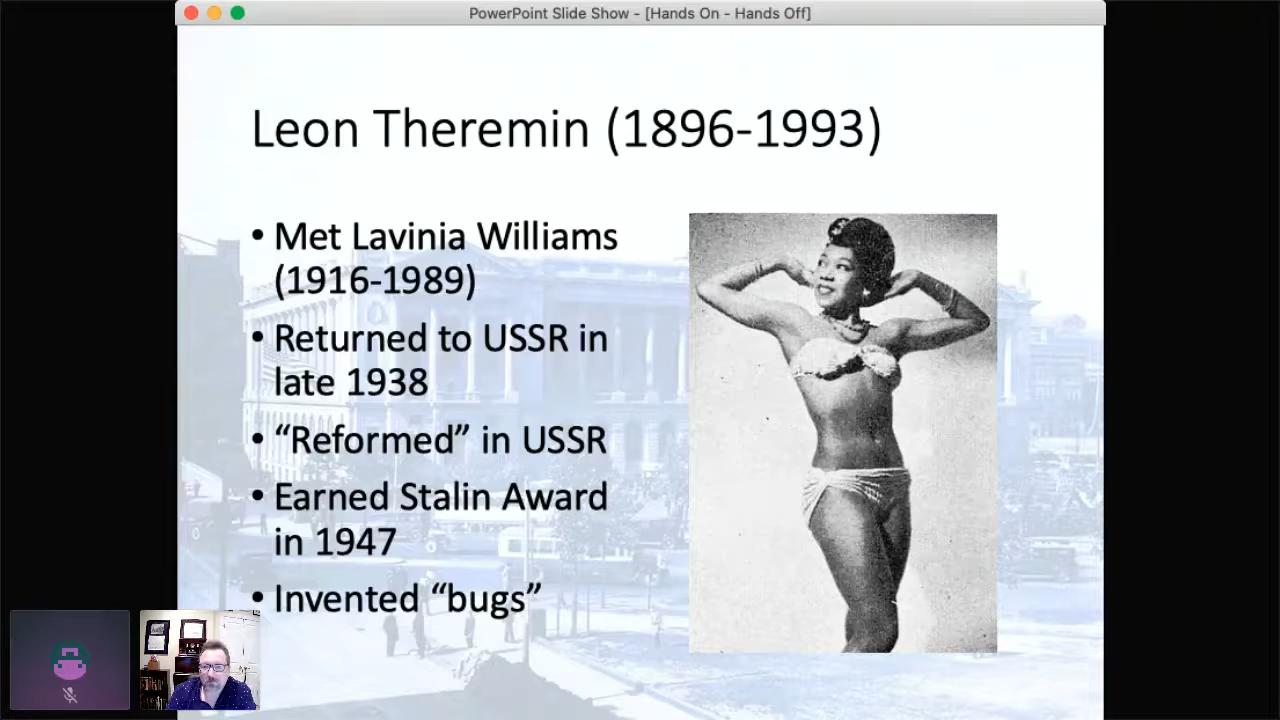 PowerPoint Slide Show - [Hands On - Hands Off]
Leon Theremin (1896-1993)
• Met Lavinia Williams
(1916-1989)
• Returned to USSR in
late 1938
• “Reformed” in USSR
• Earned Stalin Award
in 1947
• Invented “bugs”